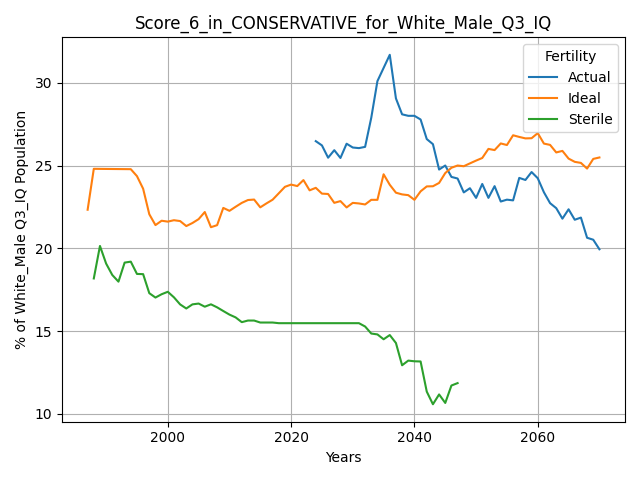 Score_6_in_CONSERVATIVE_for_White_Male_Q3_IQ
Fertility
Actual
Ideal
Sterile
% of White_Male Q3_IQ Population
30
25
20
15
10
2000
2020
2040
2060
Years